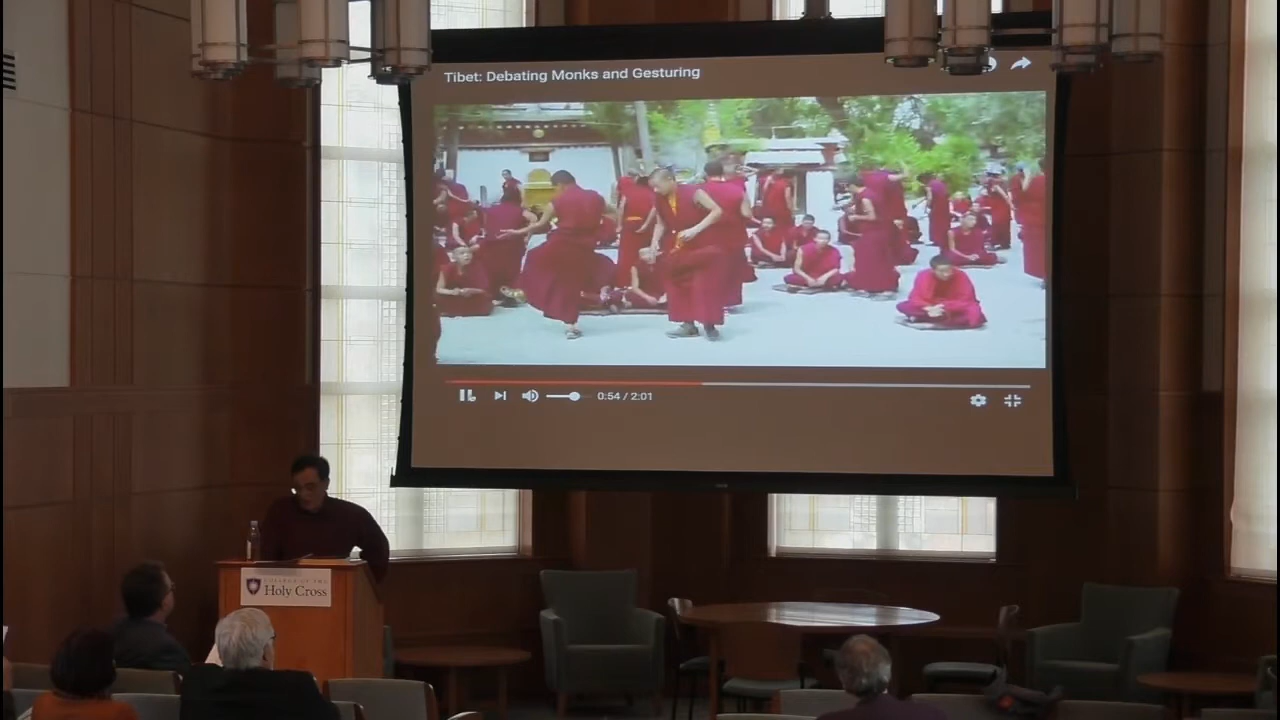 Tibet: Debating Monks and Gesturing
0:54 / 2:01
COLLEGE OF THE
Holy Cross